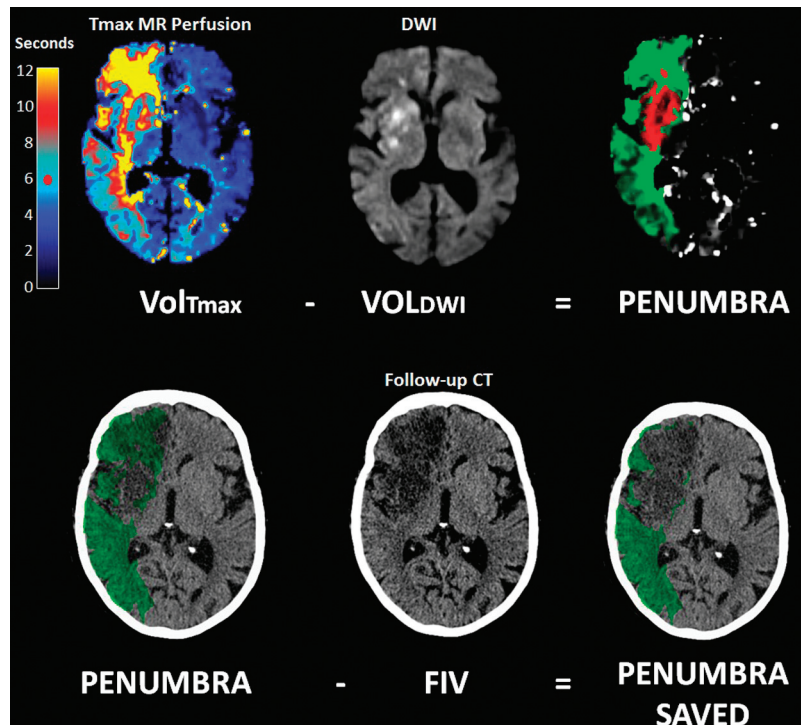 Tmax MR Perfusion
DWI
Seconds
12
10
8
6
4
2
0
VolTmax - VOLDWI = PENUMBRA
Follow-up CT
PENUMBRA - FIV = PENUMBRA
SAVED